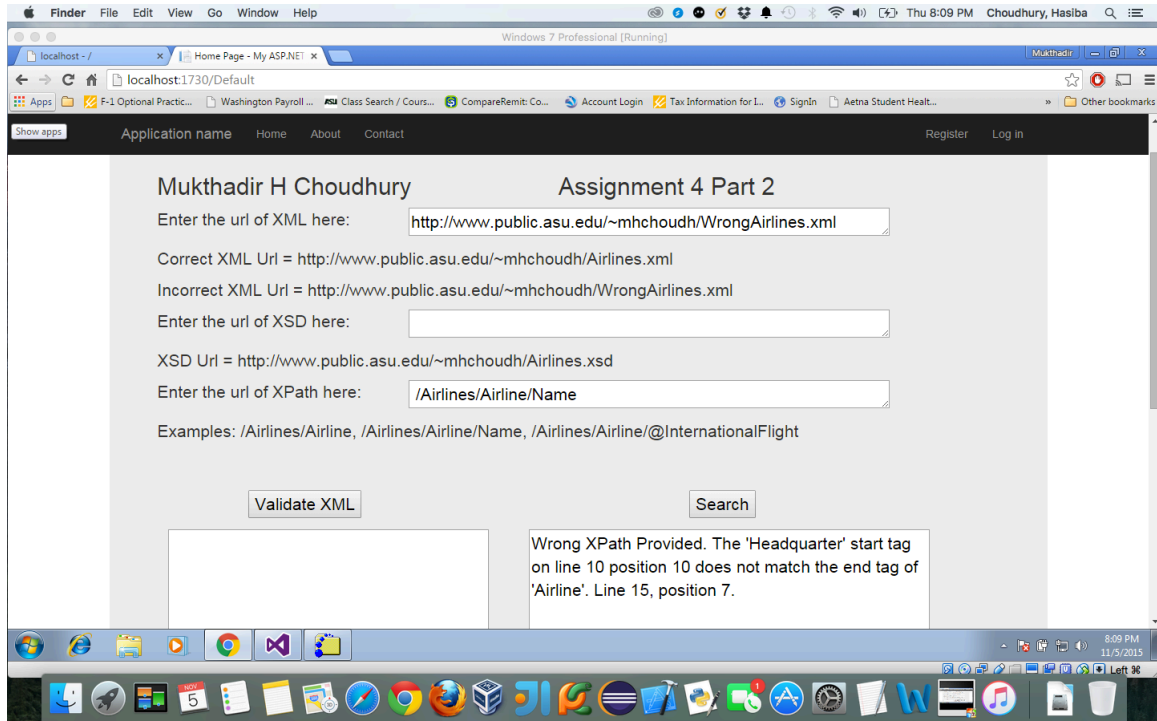 Finder File Edit View Go Window Help Thu 8:09 PM Choudhury, Hasiba
Windows 7 Professional [Running]
localhost - / Home Page - My ASP.NET Mukthadir
localhost:1730/Default
Apps F-1 Optional Practic... Washington Payroll ... ASU Class Search / Cours... CompareRemit: Co... Account Login Tax Information for I... SignIn Aetna Student Healt... » Other bookmarks
Show apps Application name Home About Contact Register Log in
Mukthadir H Choudhury Assignment 4 Part 2
Enter the url of XML here: http://www.public.asu.edu/~mhchoudh/WrongAirlines.xml
Correct XML Url = http://www.public.asu.edu/~mhchoudh/Airlines.xml
Incorrect XML Url = http://www.public.asu.edu/~mhchoudh/WrongAirlines.xml
Enter the url of XSD here:
XSD Url = http://www.public.asu.edu/~mhchoudh/Airlines.xsd
Enter the url of XPath here: /Airlines/Airline/Name
Examples: /Airlines/Airline, /Airlines/Airline/Name, /Airlines/Airline/@InternationalFlight
Validate XML Search
Wrong XPath Provided. The 'Headquarter' start tag
on line 10 position 10 does not match the end tag of
'Airline'. Line 15, position 7.
8:09 PM
11/5/2015
Left ⌘
NOV
5